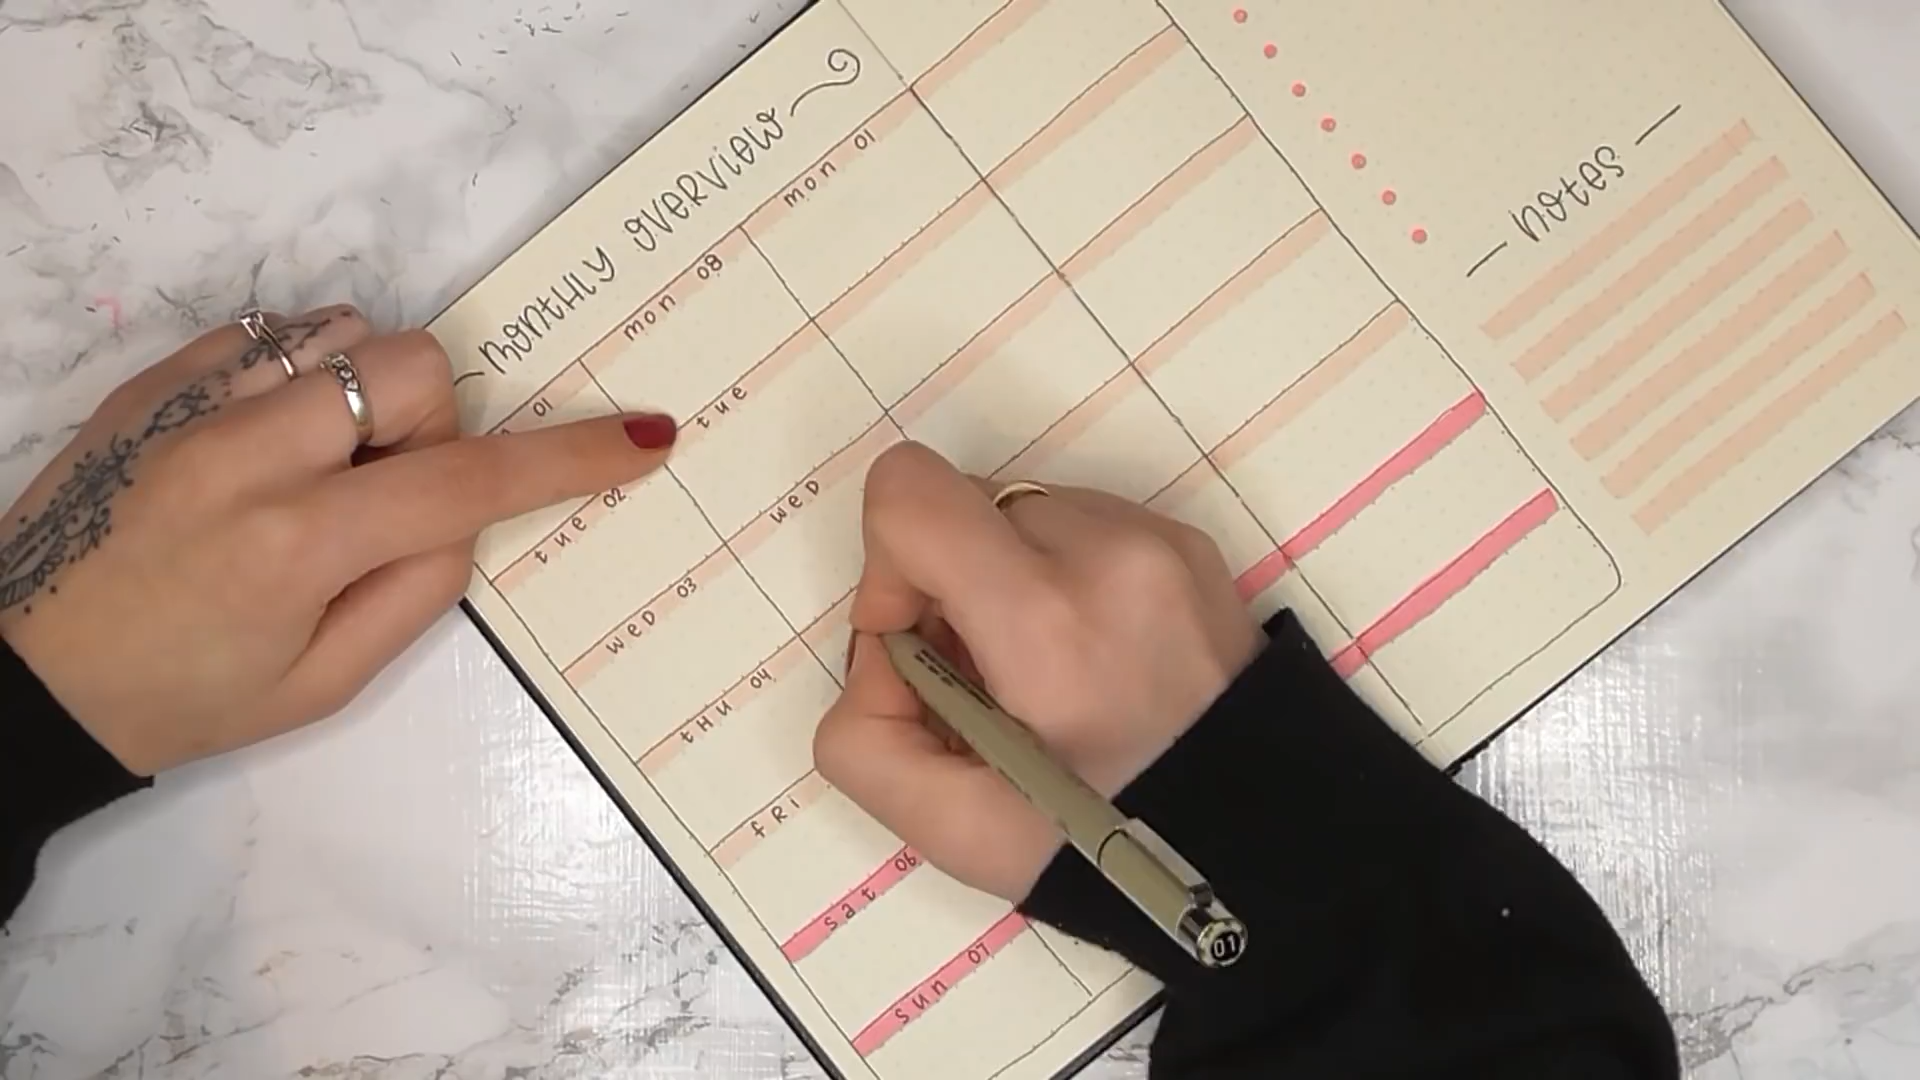 MONTHLY OVERVIEW
01
mon 08
mon 01
tue 02
tue
WED 03
WED
tHU 04
fRi
sat 06
sun 07
- NOtES -
01